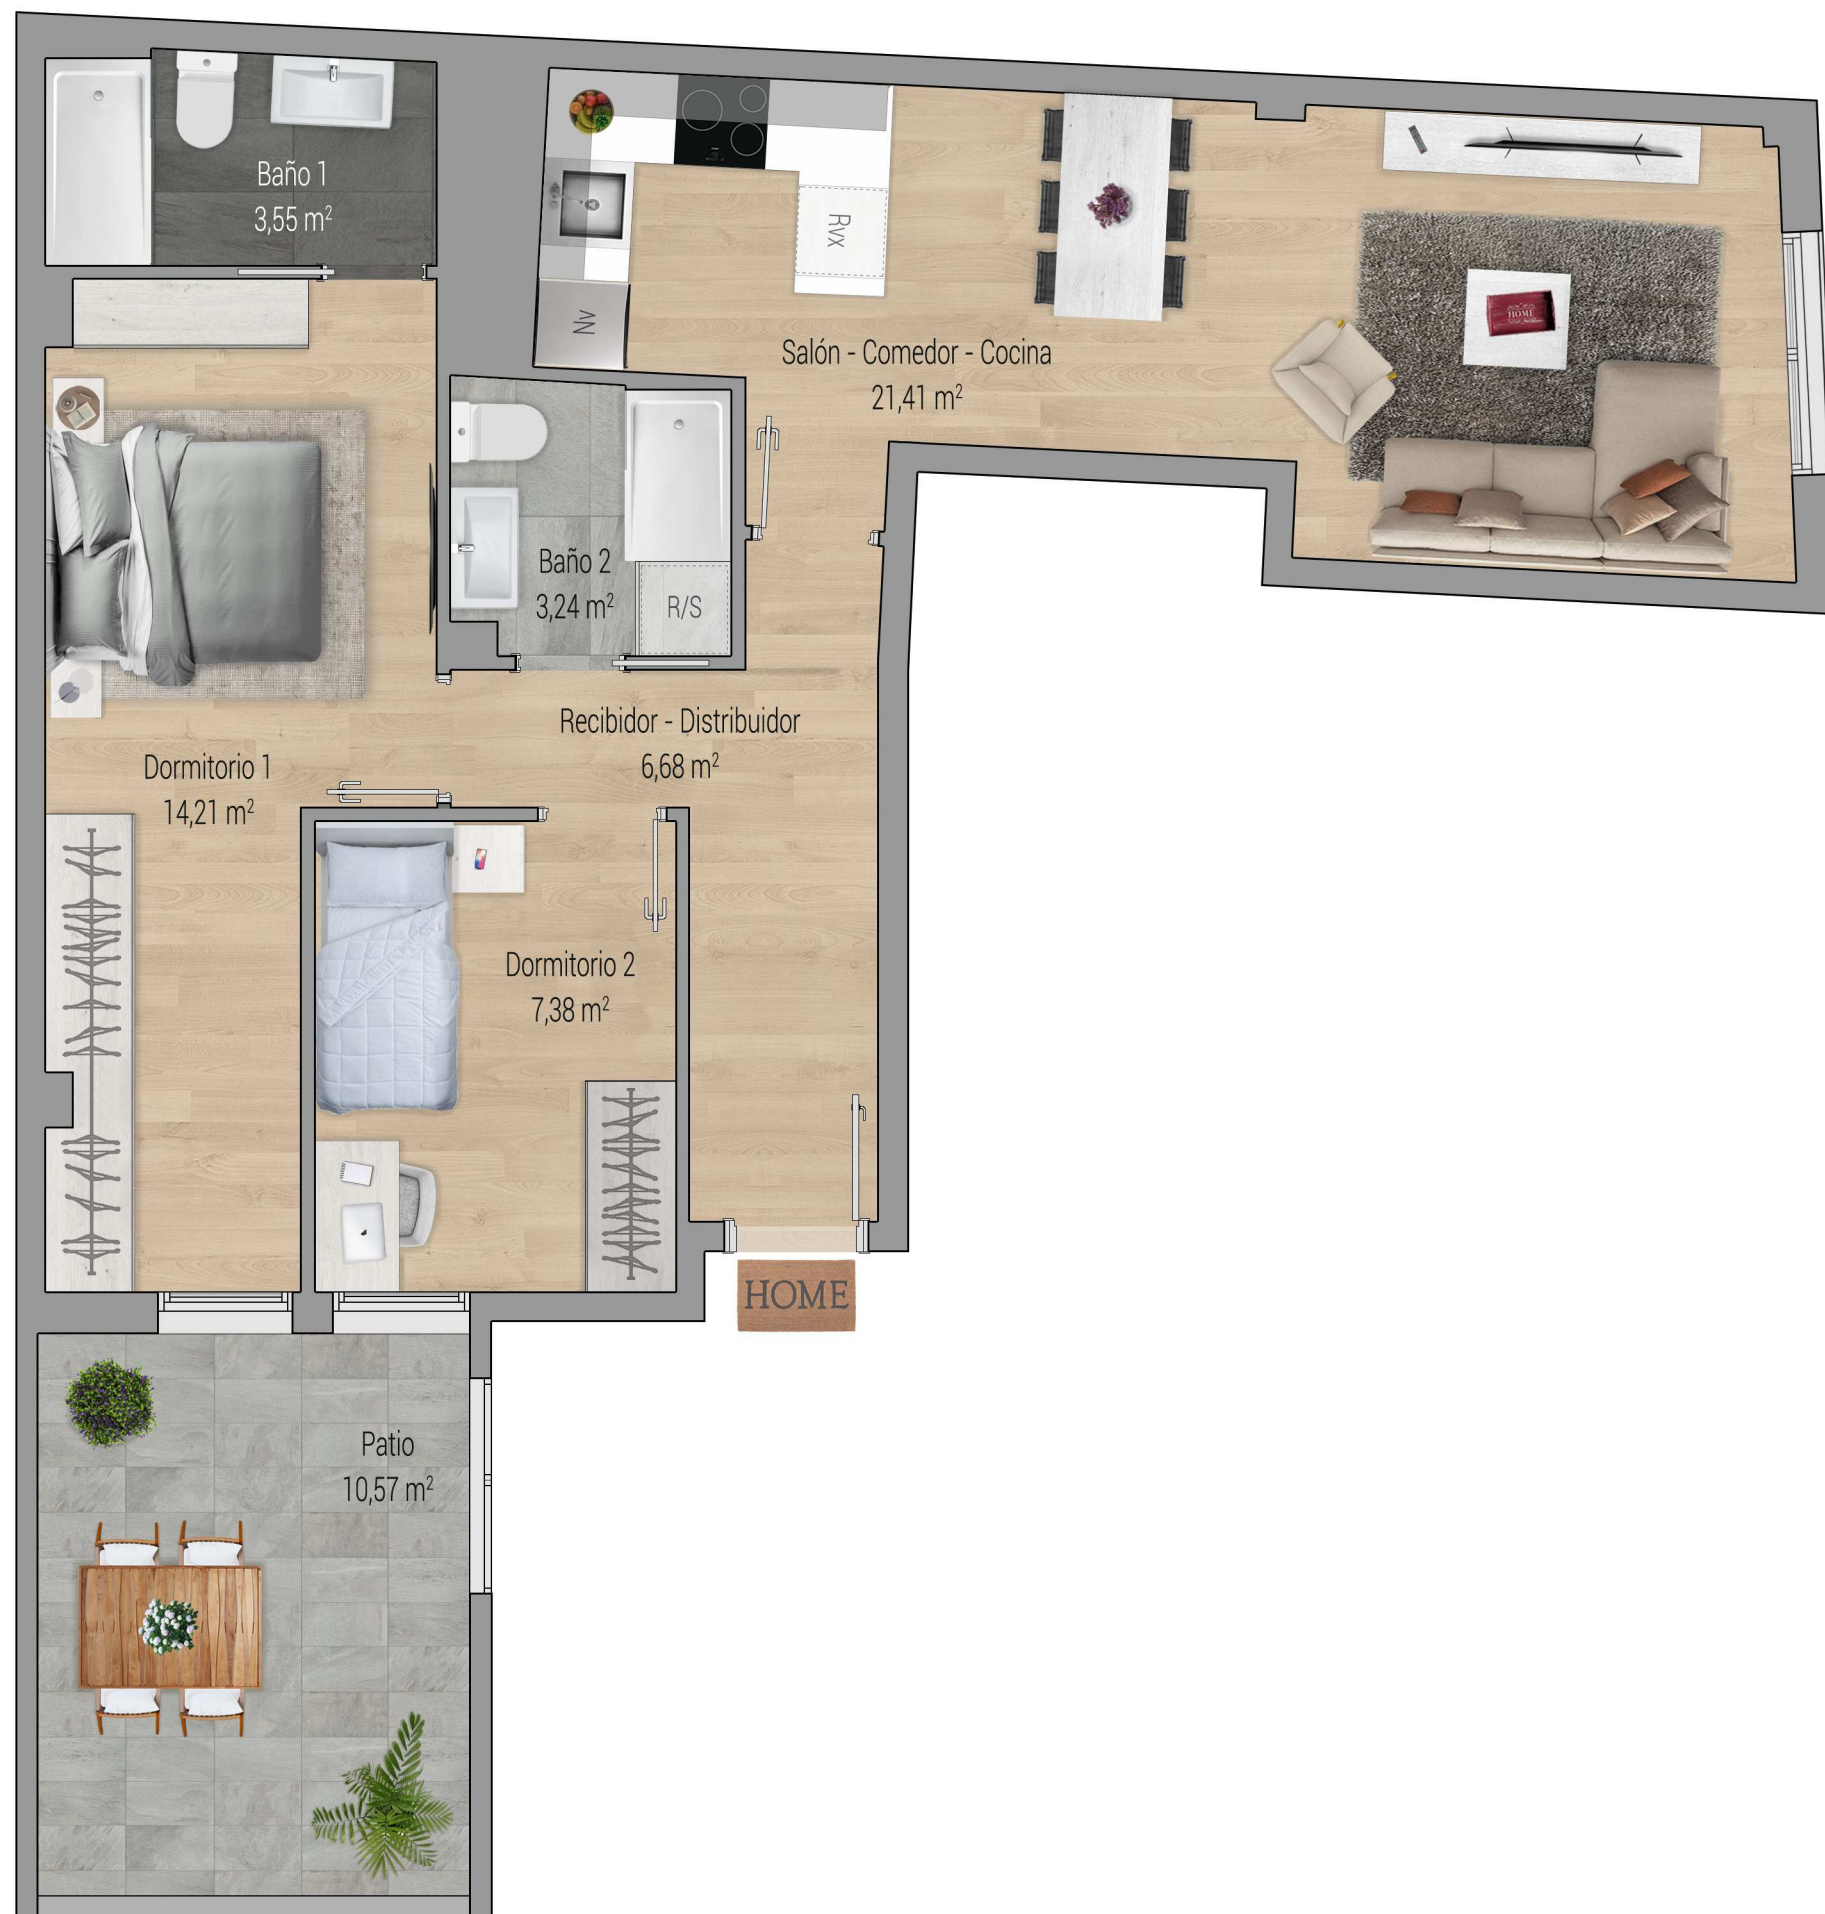 Baño 1
3,55 m²
Rvx
Nv
HOME
Salón - Comedor - Cocina
21,41 m²
Baño 2
3,24 m²
R/S
Recibidor - Distribuidor
6,68 m²
Dormitorio 1
14,21 m²
Dormitorio 2
7,38 m²
HOME
Patio
10,57 m²